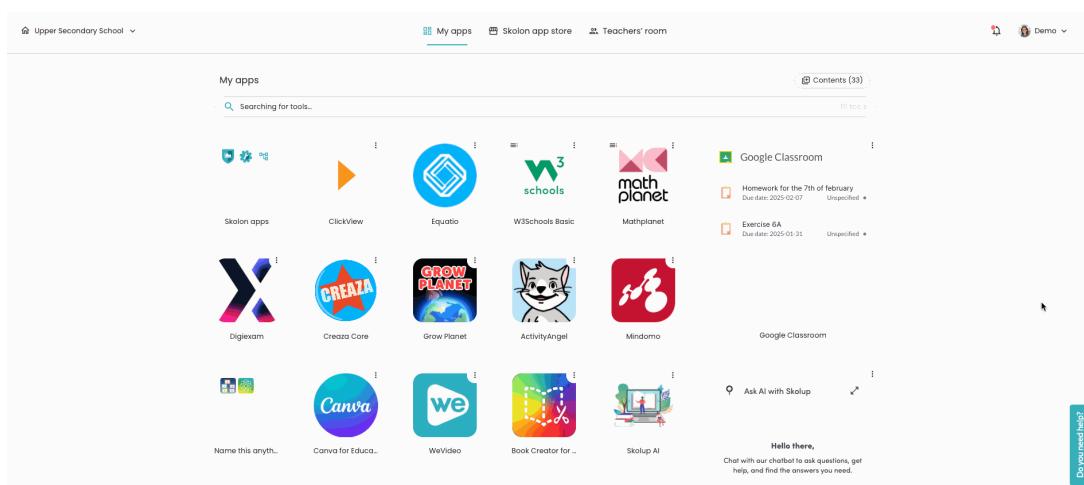 Upper Secondary School
My apps
Skolon app store
Teachers' room
Demo
My apps
Contents (33)
Searching for tools...
Skolon apps
ClickView
Equatio
W3 schools
W3Schools Basic
math
planet
Mathplanet
Google Classroom
Homework for the 7th of february
Due date: 2025-02-07 Unspecified
Exercise 6A
Due date: 2025-01-31 Unspecified
Google Classroom
Digiexam
CREAZA
Creaza Core
GROW
PLANET
Grow Planet
ActivityAngel
Mindomo
Name this anyth...
Canva
Canva for Educa...
we
WeVideo
Book Creator for ...
Skolup AI
Ask AI with Skolup
Hello there,
Chat with our chatbot to ask questions, get
help, and find the answers you need.
Do you need help?